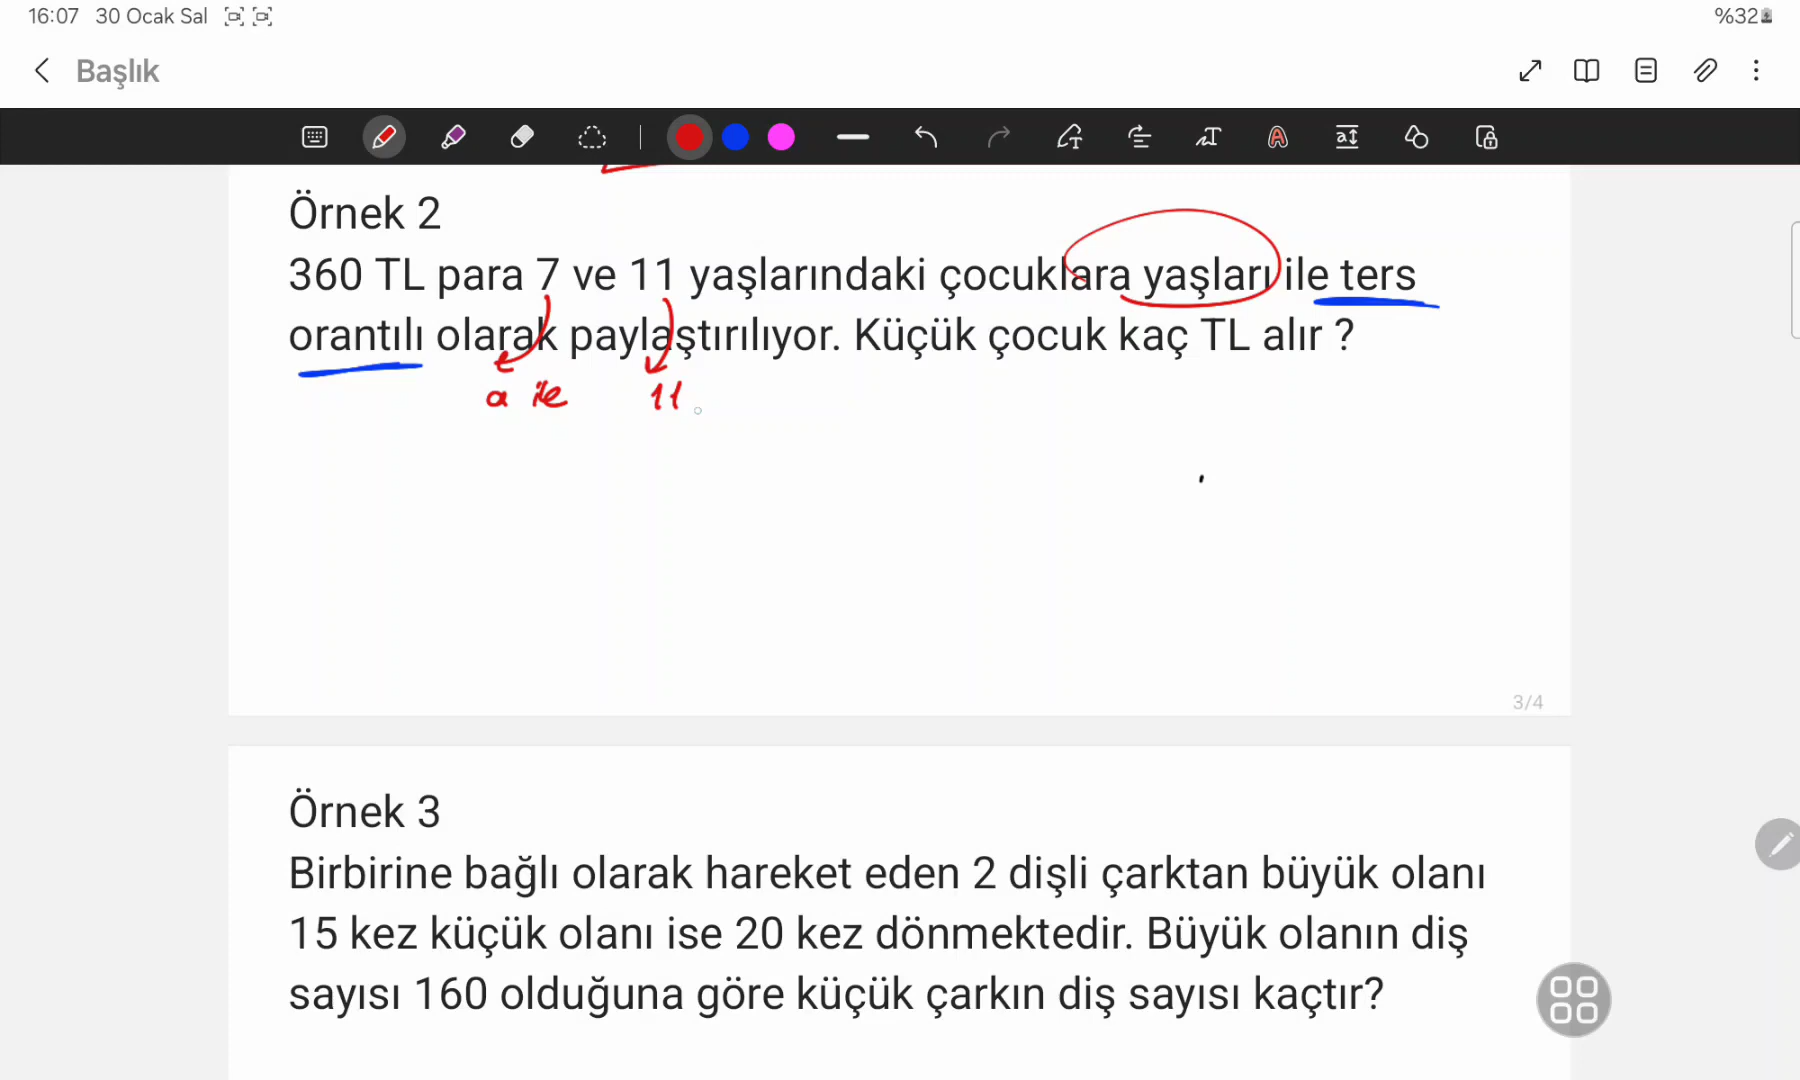 16:07 30 Ocak Sal
%32
Başlık
Örnek 2
360 TL para 7 ve 11 yaşlarındaki çocuklara yaşları ile ters
orantılı olarak paylaştırılıyor. Küçük çocuk kaç TL alır ?
a ile 11
3/4
Örnek 3
Birbirine bağlı olarak hareket eden 2 dişli çarktan büyük olanı
15 kez küçük olanı ise 20 kez dönmektedir. Büyük olanın diş
sayısı 160 olduğuna göre küçük çarkın diş sayısı kaçtır?